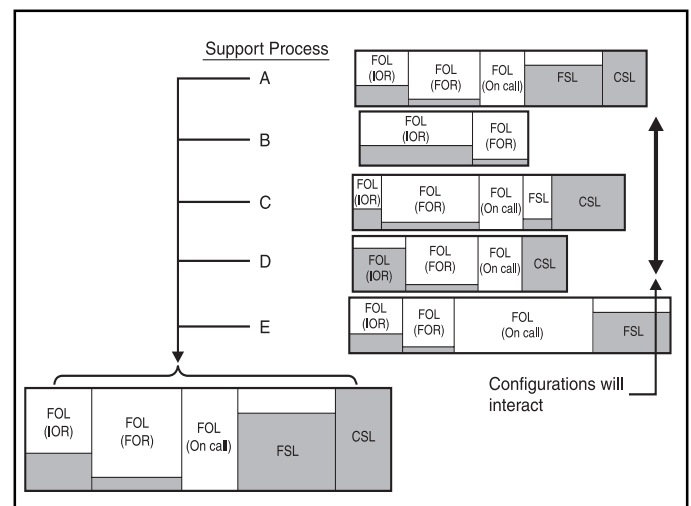 Support Process
A
FOL
(IOR)
FOL
(FOR)
FOL
(On call)
FSL
CSL
B
FOL
(IOR)
FOL
(FOR)
C
FOL
(IOR)
FOL
(FOR)
FOL
(On call)
FSL
CSL
D
FOL
(IOR)
FOL
(FOR)
FOL
(On call)
CSL
E
FOL
(IOR)
FOL
(FOR)
FOL
(On call)
FSL
Configurations will
interact
FOL
(IOR)
FOL
(FOR)
FOL
(On call)
FSL
CSL